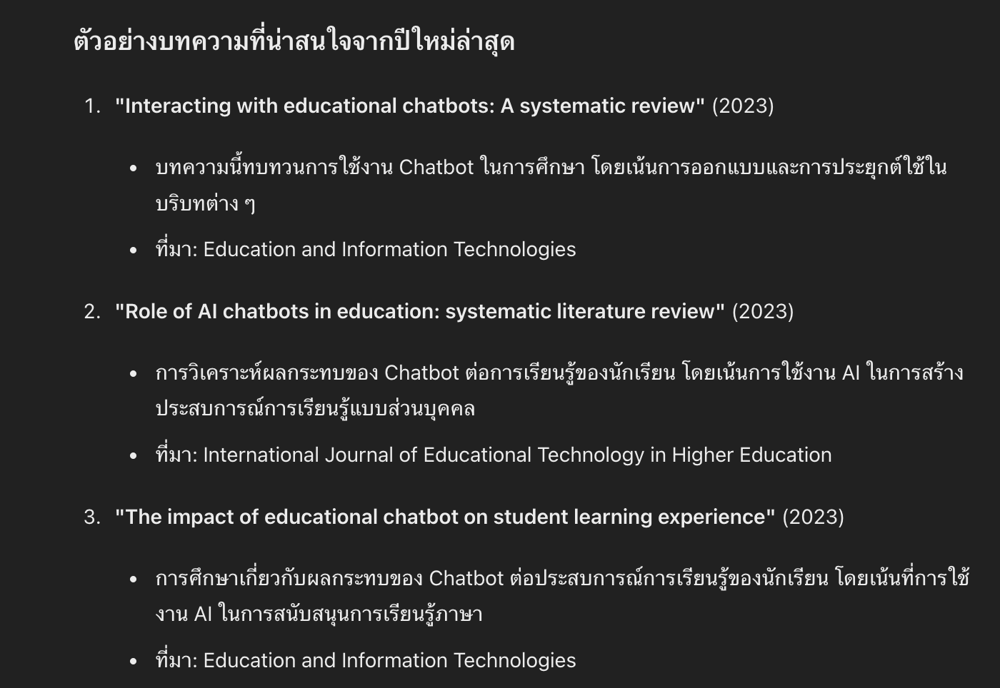 ตัวอย่างบทความที่น่าสนใจจากปีใหม่ล่าสุด
1. "Interacting with educational chatbots: A systematic review" (2023)
• บทความนี้ทบทวนการใช้งาน Chatbot ในการศึกษา โดยเน้นการออกแบบและการประยุกต์ใช้ใน
บริบทต่าง ๆ
• ที่มา: Education and Information Technologies
2. "Role of AI chatbots in education: systematic literature review" (2023)
• การวิเคราะห์ผลกระทบของ Chatbot ต่อการเรียนรู้ของนักเรียน โดยเน้นการใช้งาน AI ในการสร้าง
ประสบการณ์การเรียนรู้แบบส่วนบุคคล
• ที่มา: International Journal of Educational Technology in Higher Education
3. "The impact of educational chatbot on student learning experience" (2023)
• การศึกษาเกี่ยวกับผลกระทบของ Chatbot ต่อประสบการณ์การเรียนรู้ของนักเรียน โดยเน้นที่การใช้
งาน AI ในการสนับสนุนการเรียนรู้ภาษา
• ที่มา: Education and Information Technologies